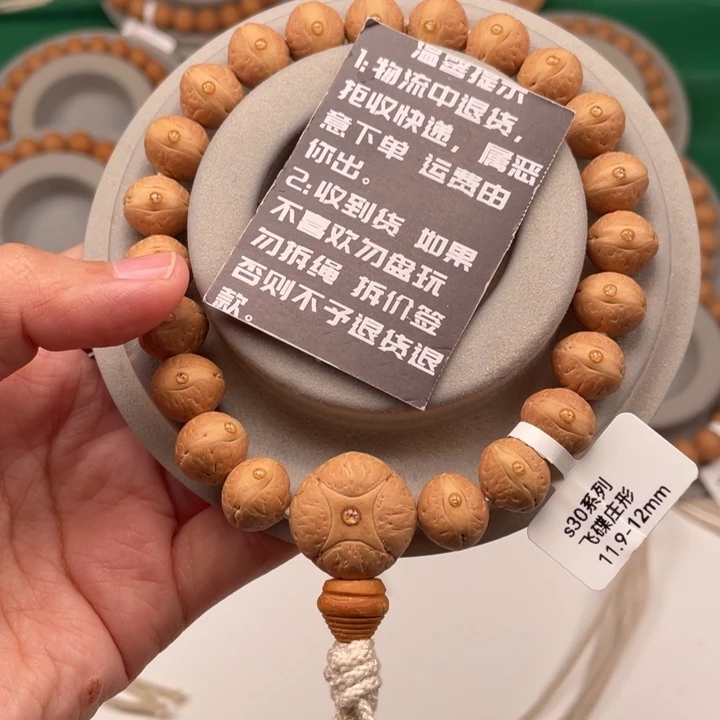 温馨提示
1:物流中退货,
拒收快递,属恶
意下单 运费由
你出。
2:收到货 如果
不喜欢勿盘玩
勿拆绳 拆价签
否则不予退货退
款。
s30系列
飞碟庄形
11.9-12mm